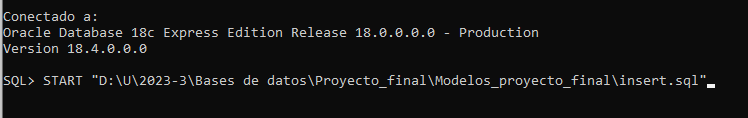 Conectado a:
Oracle Database 18c Express Edition Release 18.0.0.0.0 - Production
Version 18.4.0.0.0
SQL> START "D:\U\2023-3\Bases de datos\Proyecto_final\Modelos_proyecto_final\insert.sql"